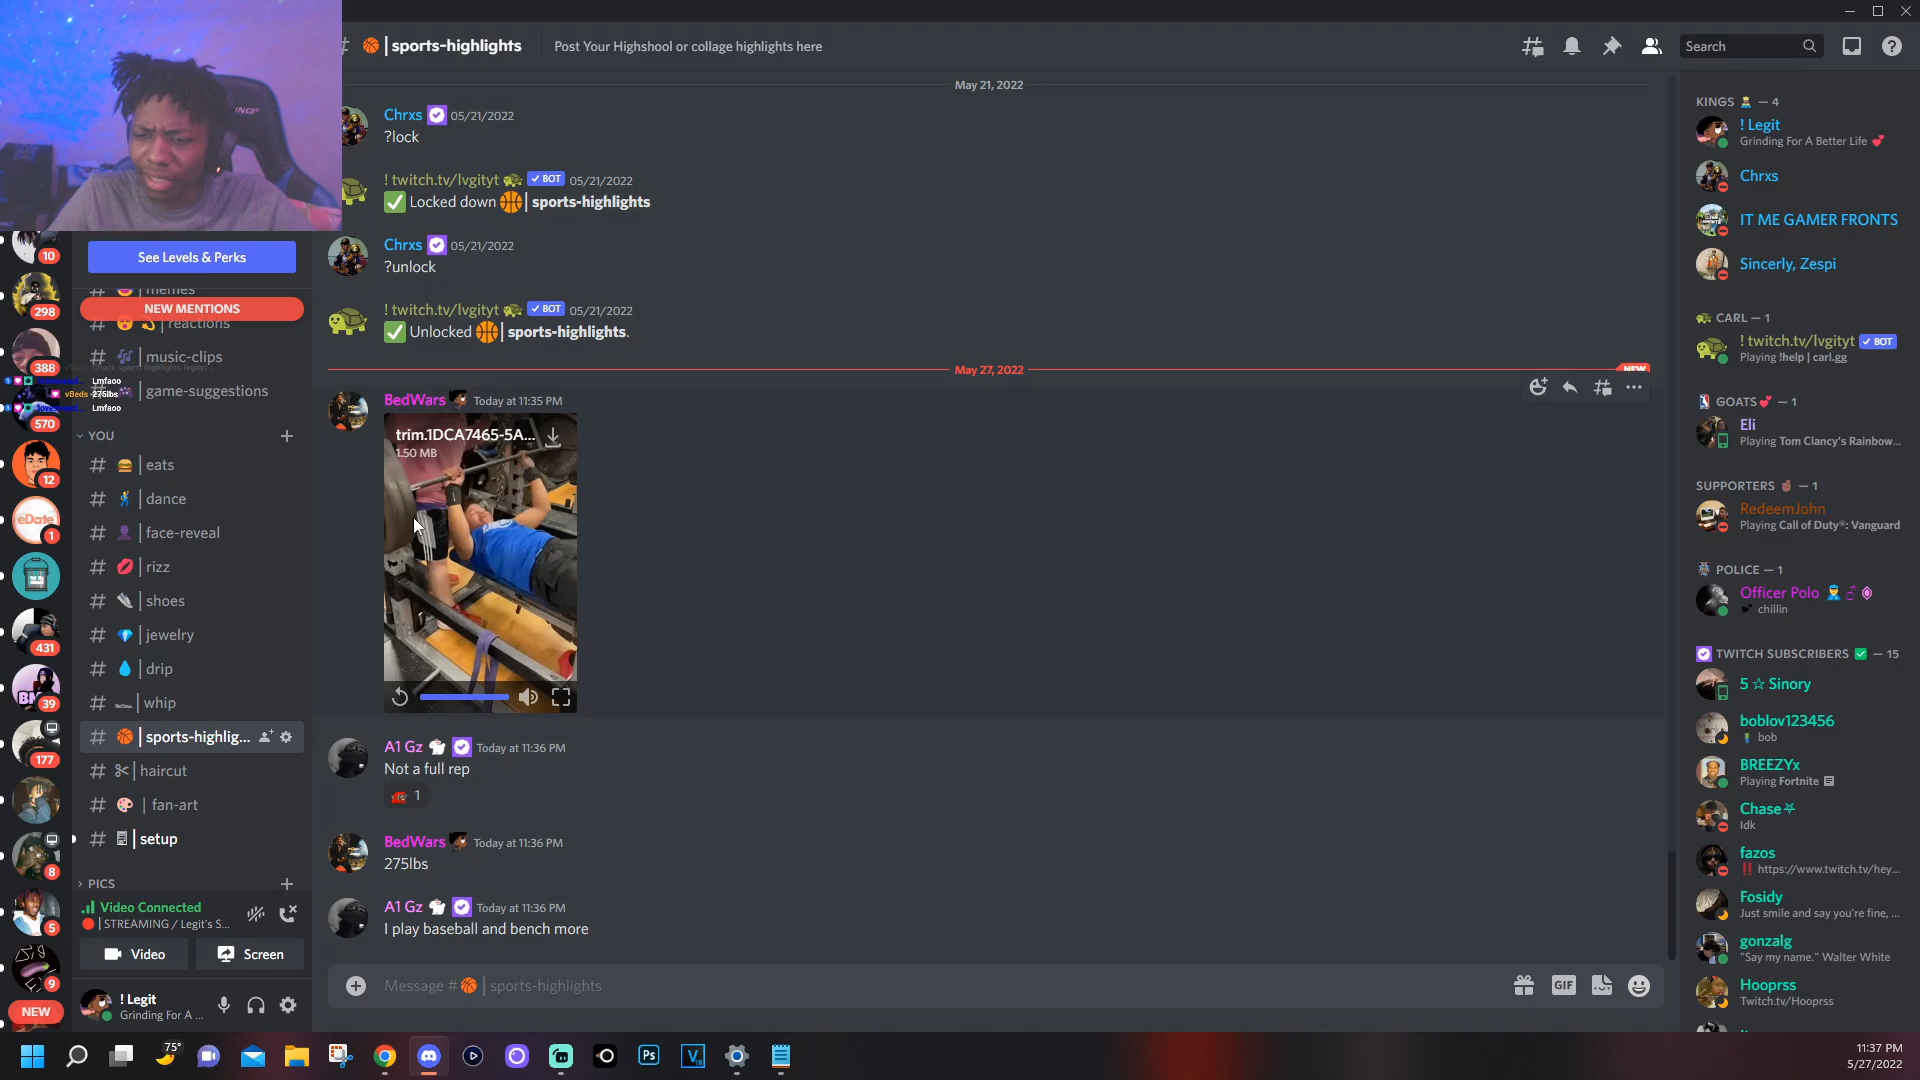 sports-highlights
Post Your Highshool or collage highlights here
Search
May 21, 2022
Chrxs 05/21/2022
?lock
! twitch.tv/lvgityt BOT 05/21/2022
Locked down | sports-highlights
Chrxs 05/21/2022
?unlock
! twitch.tv/lvgityt BOT 05/21/2022
Unlocked | sports-highlights.
May 27, 2022
NEW
BedWars Today at 11:35 PM
trim.1DCA7465-5A...
1.50 MB
A1 Gz Today at 11:36 PM
Not a full rep
1
BedWars Today at 11:36 PM
275lbs
A1 Gz Today at 11:36 PM
I play baseball and bench more
Message # | sports-highlights
GIF
10
298
388
570
12
eDate
1
431
39
177
8
5
9
NEW
See Levels & Perks
# | memes
NEW MENTIONS
# | reactions
# | music-clips
Lmfaoo
vBeds 275lbs
# | game-suggestions
Lmfaoo
YOU
# | eats
# | dance
# | face-reveal
# | rizz
# | shoes
# | jewelry
# | drip
# | whip
# | sports-highlig...
# | haircut
# | fan-art
# | setup
PICS
Video Connected
| STREAMING / Legit's S...
Video
Screen
! Legit
Grinding For A ...
KINGS — 4
! Legit
Grinding For A Better Life
Chrxs
IT ME GAMER FRONTS
Sincerly, Zespi
CARL — 1
! twitch.tv/lvgityt BOT
Playing !help | carl.gg
GOATS — 1
Eli
Playing Tom Clancy's Rainbow...
SUPPORTERS — 1
RedeemJohn
Playing Call of Duty®: Vanguard
POLICE — 1
Officer Polo
chillin
TWITCH SUBSCRIBERS — 15
5 ☆ Sinory
boblov123456
bob
BREEZYx
Playing Fortnite
Chase
Idk
fazos
https://www.twitch.tv/hey...
Fosidy
Just smile and say you're fine, ...
gonzalg
"Say my name." Walter White
Hooprss
Twitch.tv/Hooprss
75°
Ps
11:37 PM
5/27/2022